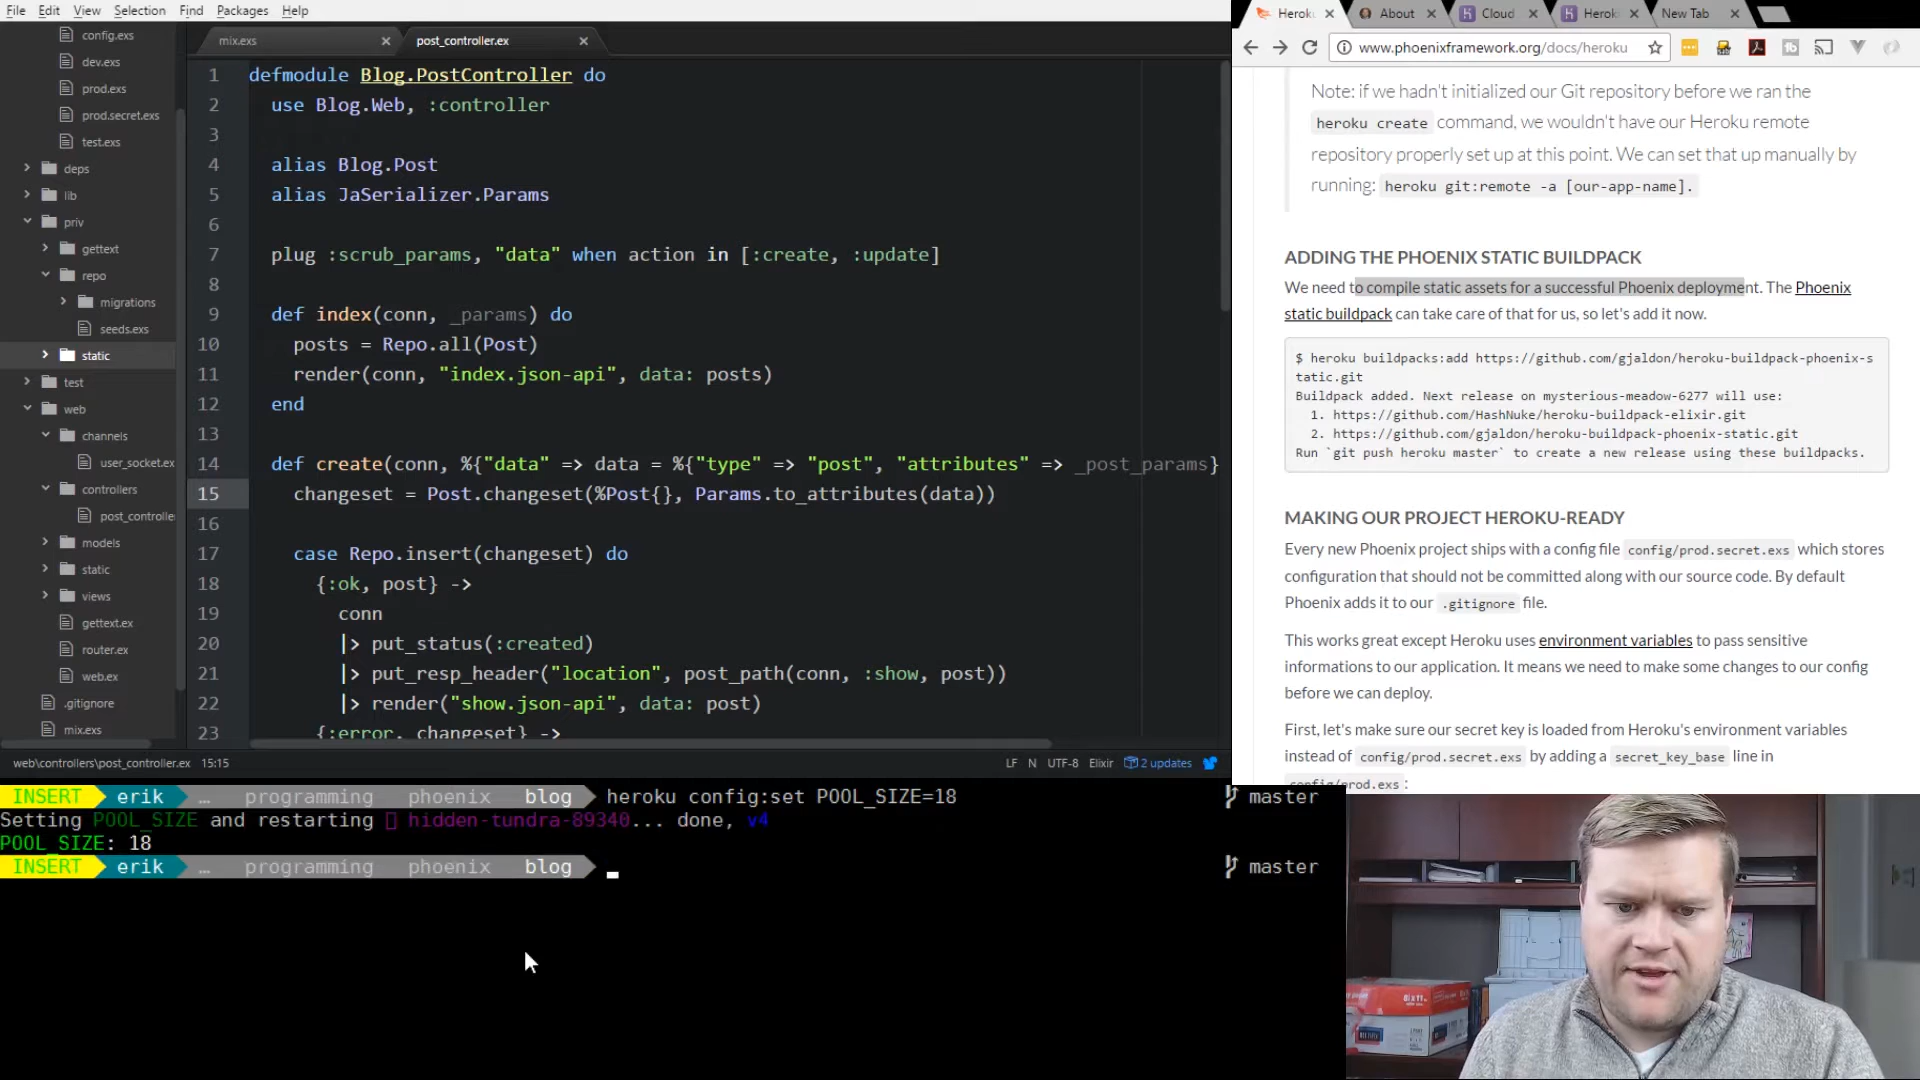 File Edit View Selection Find Packages Help
config.exs
dev.exs
prod.exs
prod.secret.exs
test.exs
deps
lib
priv
gettext
repo
migrations
seeds.exs
static
test
web
channels
user_socket.ex
controllers
post_controlle
models
static
views
gettext.ex
router.ex
web.ex
.gitignore
mix.exs
mix.exs
post_controller.ex
1 defmodule Blog.PostController do
2 use Blog.Web, :controller
3
4 alias Blog.Post
5 alias JaSerializer.Params
6
7 plug :scrub_params, "data" when action in [:create, :update]
8
9 def index(conn, _params) do
10 posts = Repo.all(Post)
11 render(conn, "index.json-api", data: posts)
12 end
13
14 def create(conn, %{"data" => data = %{"type" => "post", "attributes" => _post_params}
15 changeset = Post.changeset(%Post{}, Params.to_attributes(data))
16
17 case Repo.insert(changeset) do
18 {:ok, post} ->
19 conn
20 |> put_status(:created)
21 |> put_resp_header("location", post_path(conn, :show, post))
22 |> render("show.json-api", data: post)
23 {:error, changeset} ->
web\controllers\post_controller.ex 15:15
LF N UTF-8 Elixir 2 updates
INSERT erik … programming phoenix blog heroku config:set POOL_SIZE=18 master
Setting POOL_SIZE and restarting hidden-tundra-89340... done, v4
POOL_SIZE: 18
INSERT erik … programming phoenix blog master
Heroku
About
Cloud
Herok
New Tab
www.phoenixframework.org/docs/heroku
Note: if we hadn't initialized our Git repository before we ran the
heroku create command, we wouldn't have our Heroku remote
repository properly set up at this point. We can set that up manually by
running: heroku git:remote -a [our-app-name].
ADDING THE PHOENIX STATIC BUILDPACK
We need to compile static assets for a successful Phoenix deployment. The Phoenix
static buildpack can take care of that for us, so let's add it now.
$ heroku buildpacks:add https://github.com/gjaldon/heroku-buildpack-phoenix-s
tatic.git
Buildpack added. Next release on mysterious-meadow-6277 will use:
1. https://github.com/HashNuke/heroku-buildpack-elixir.git
2. https://github.com/gjaldon/heroku-buildpack-phoenix-static.git
Run `git push heroku master` to create a new release using these buildpacks.
MAKING OUR PROJECT HEROKU-READY
Every new Phoenix project ships with a config file config/prod.secret.exs which stores
configuration that should not be committed along with our source code. By default
Phoenix adds it to our .gitignore file.
This works great except Heroku uses environment variables to pass sensitive
informations to our application. It means we need to make some changes to our config
before we can deploy.
First, let's make sure our secret key is loaded from Heroku's environment variables
instead of config/prod.secret.exs by adding a secret_key_base line in
config/prod.exs :